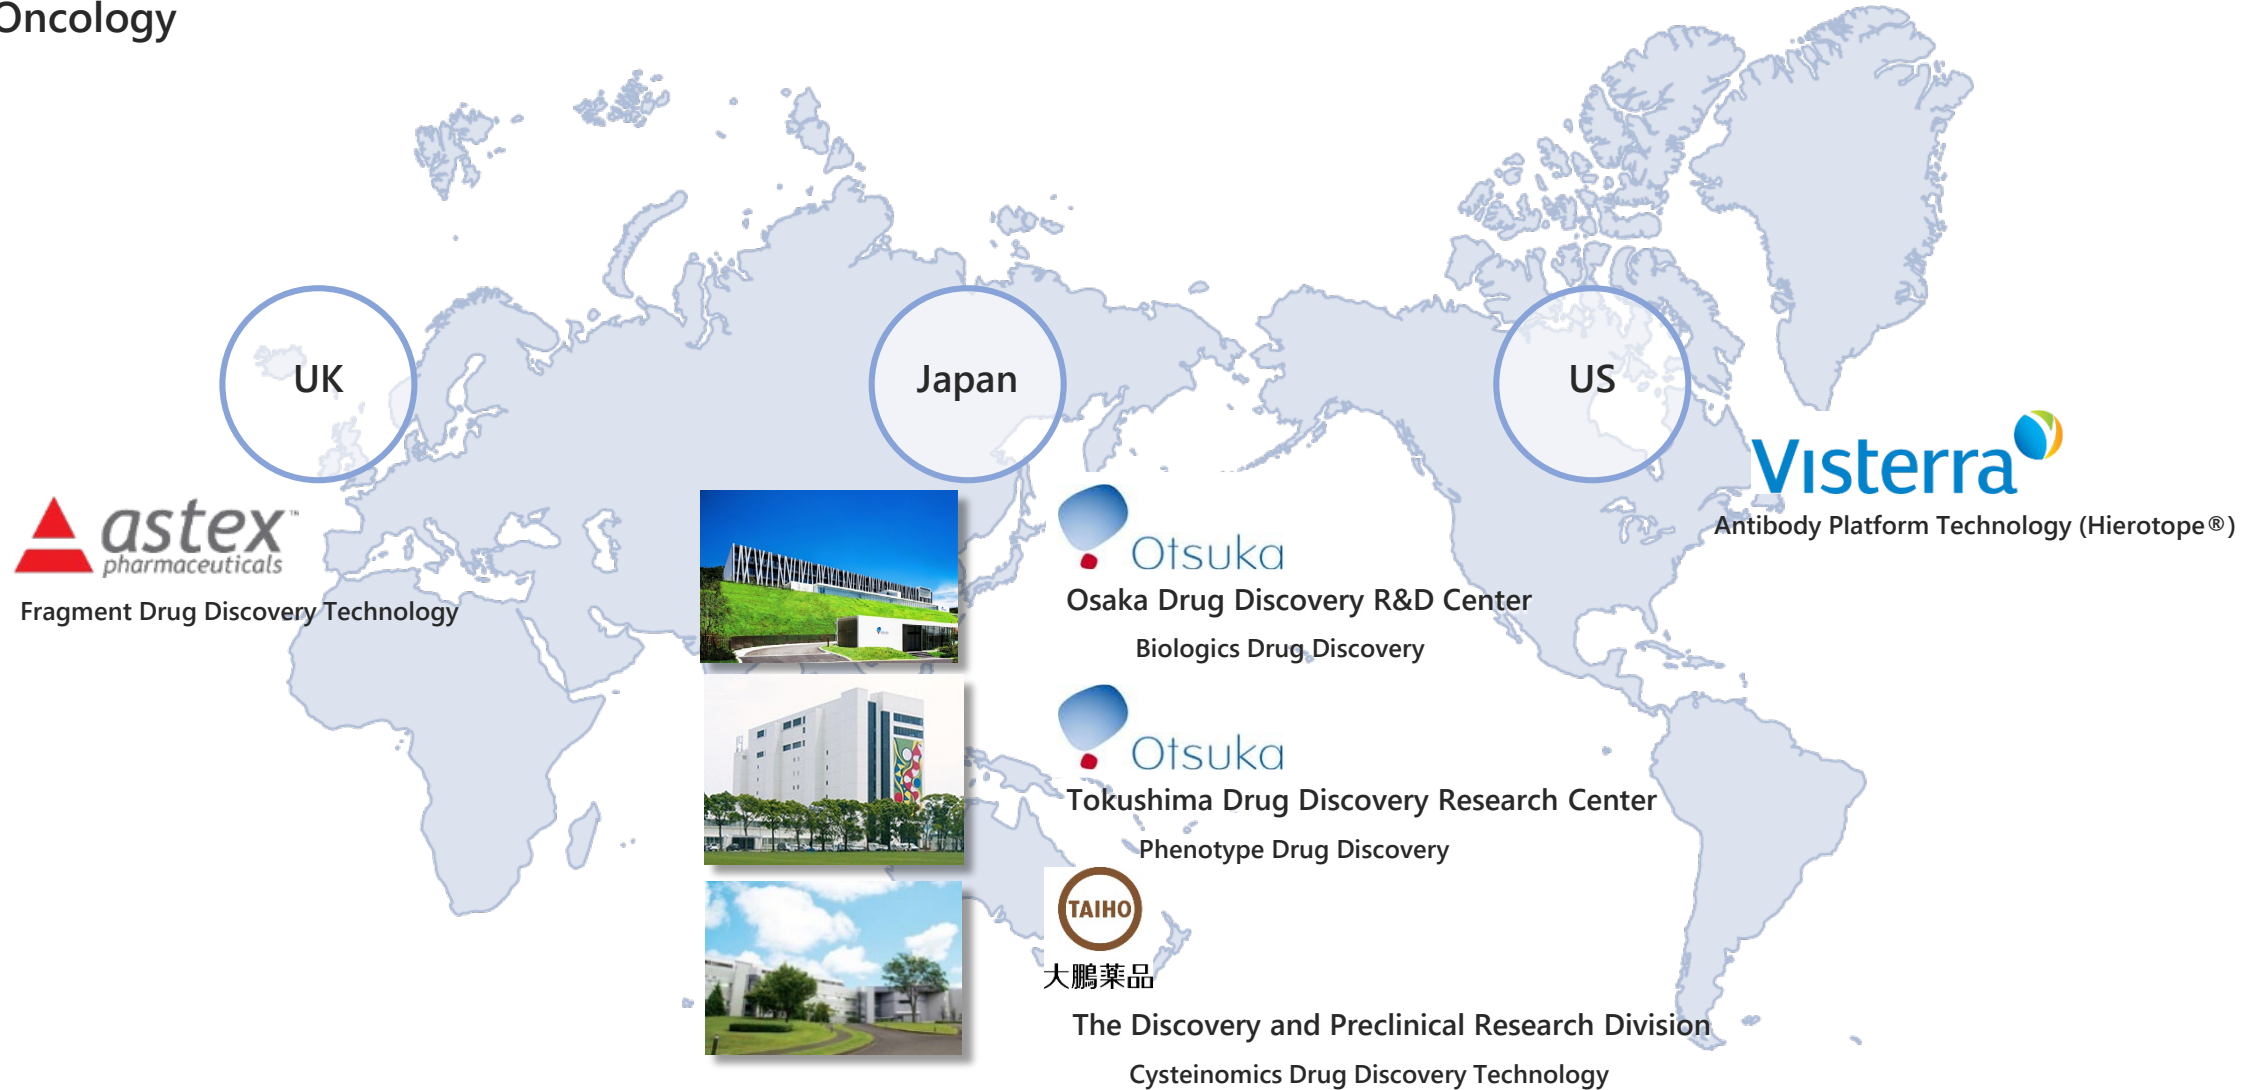 Oncology
UK
Japan
US
astex™
pharmaceuticals
Fragment Drug Discovery Technology
Otsuka
Osaka Drug Discovery R&D Center
Biologics Drug Discovery
Otsuka
Tokushima Drug Discovery Research Center
Phenotype Drug Discovery
TAIHO
大鵬薬品
The Discovery and Preclinical Research Division
Cysteinomics Drug Discovery Technology
Visterra
Antibody Platform Technology (Hierotope®)